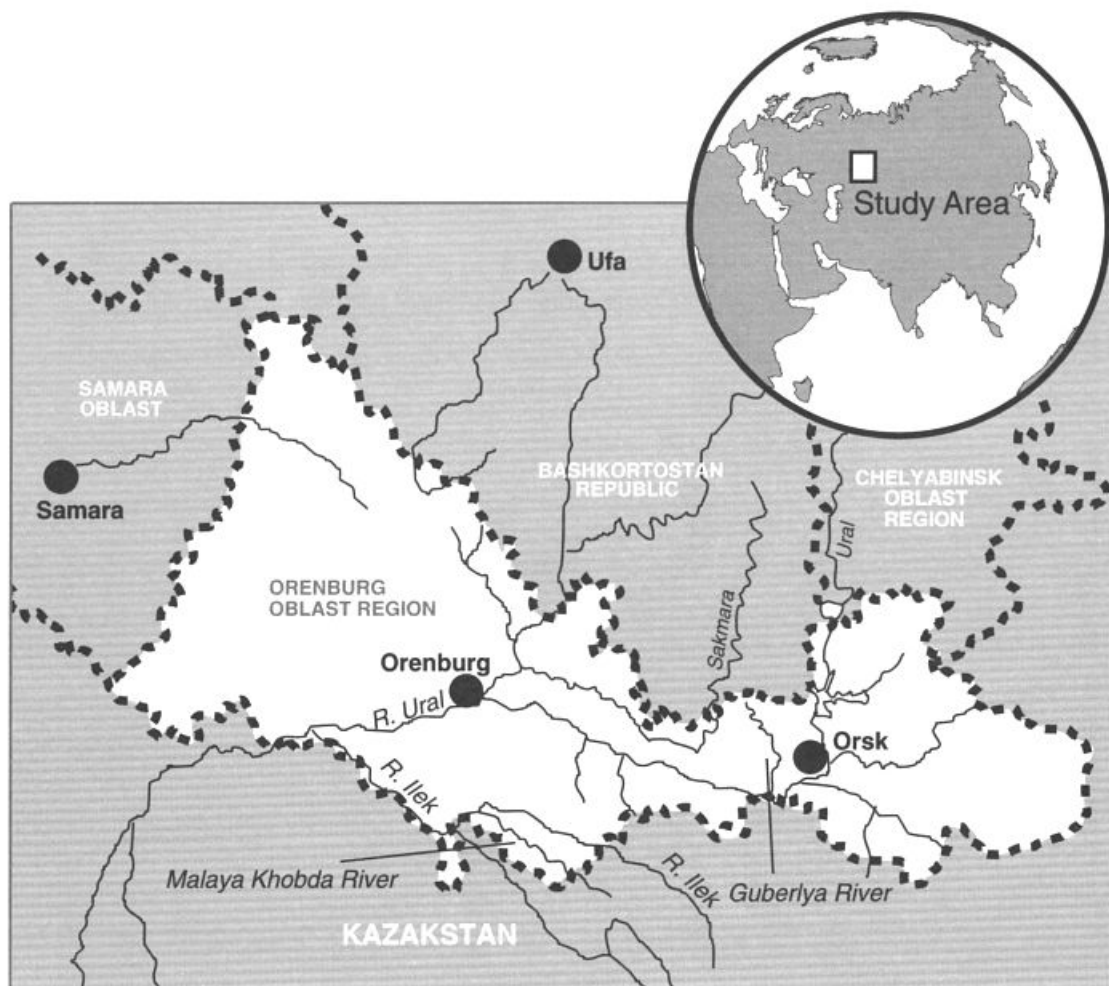 Study Area
Ufa
SAMARA
OBLAST
Samara
BASHKORTOSTAN
REPUBLIC
CHELYABINSK
OBLAST
REGION
Ural
ORENBURG
OBLAST REGION
Sakmara
Orenburg
R. Ural
Orsk
R. Ilek
Malaya Khobda River
R. Ilek
Guberlya River
KAZAKSTAN